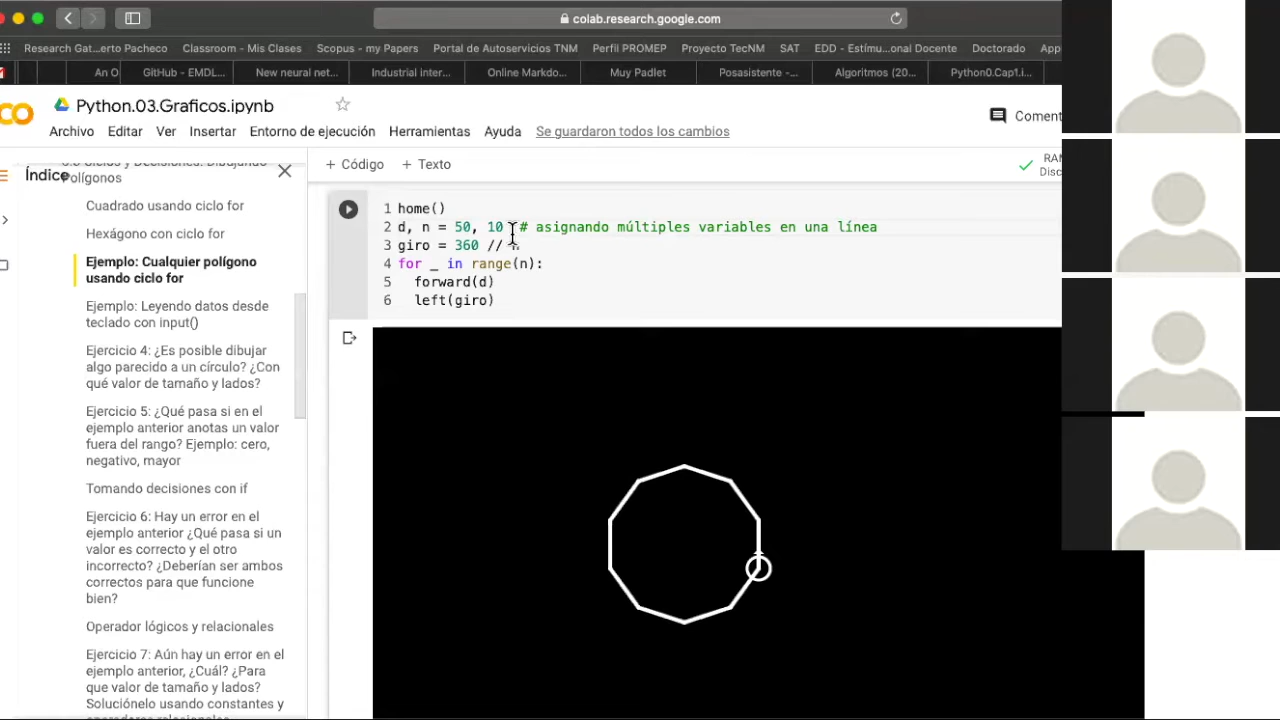 colab.research.google.com
Research Gat...erto Pacheco
Classroom - Mis Clases
Scopus - my Papers
Portal de Autoservicios TNM
Perfil PROMEP
Proyecto TecNM
SAT
EDD - Estímu...onal Docente
Doctorado
App
An O
GitHub - EMDL...
New neural net...
Industrial inter...
Online Markdo...
Muy Padlet
Posasistente -...
Algoritmos (20...
Python0.Cap1.i...
Python.03.Graficos.ipynb
Archivo
Editar
Ver
Insertar
Entorno de ejecución
Herramientas
Ayuda
Se guardaron todos los cambios
Coment
+ Código
+ Texto
RAM
Disc
Índice
Polígonos
Cuadrado usando ciclo for
Hexágono con ciclo for
Ejemplo: Cualquier polígono
usando ciclo for
Ejemplo: Leyendo datos desde
teclado con input()
Ejercicio 4: ¿Es posible dibujar
algo parecido a un círculo? ¿Con
qué valor de tamaño y lados?
Ejercicio 5: ¿Qué pasa si en el
ejemplo anterior anotas un valor
fuera del rango? Ejemplo: cero,
negativo, mayor
Tomando decisiones con if
Ejercicio 6: Hay un error en el
ejemplo anterior ¿Qué pasa si un
valor es correcto y el otro
incorrecto? ¿Deberían ser ambos
correctos para que funcione
bien?
Operador lógicos y relacionales
Ejercicio 7: Aún hay un error en el
ejemplo anterior, ¿Cuál? ¿Para
que valor de tamaño y lados?
Soluciónelo usando constantes y
1 home()
2 d, n = 50, 10 # asignando múltiples variables en una línea
3 giro = 360 //
4 for _ in range(n):
5 forward(d)
6 left(giro)